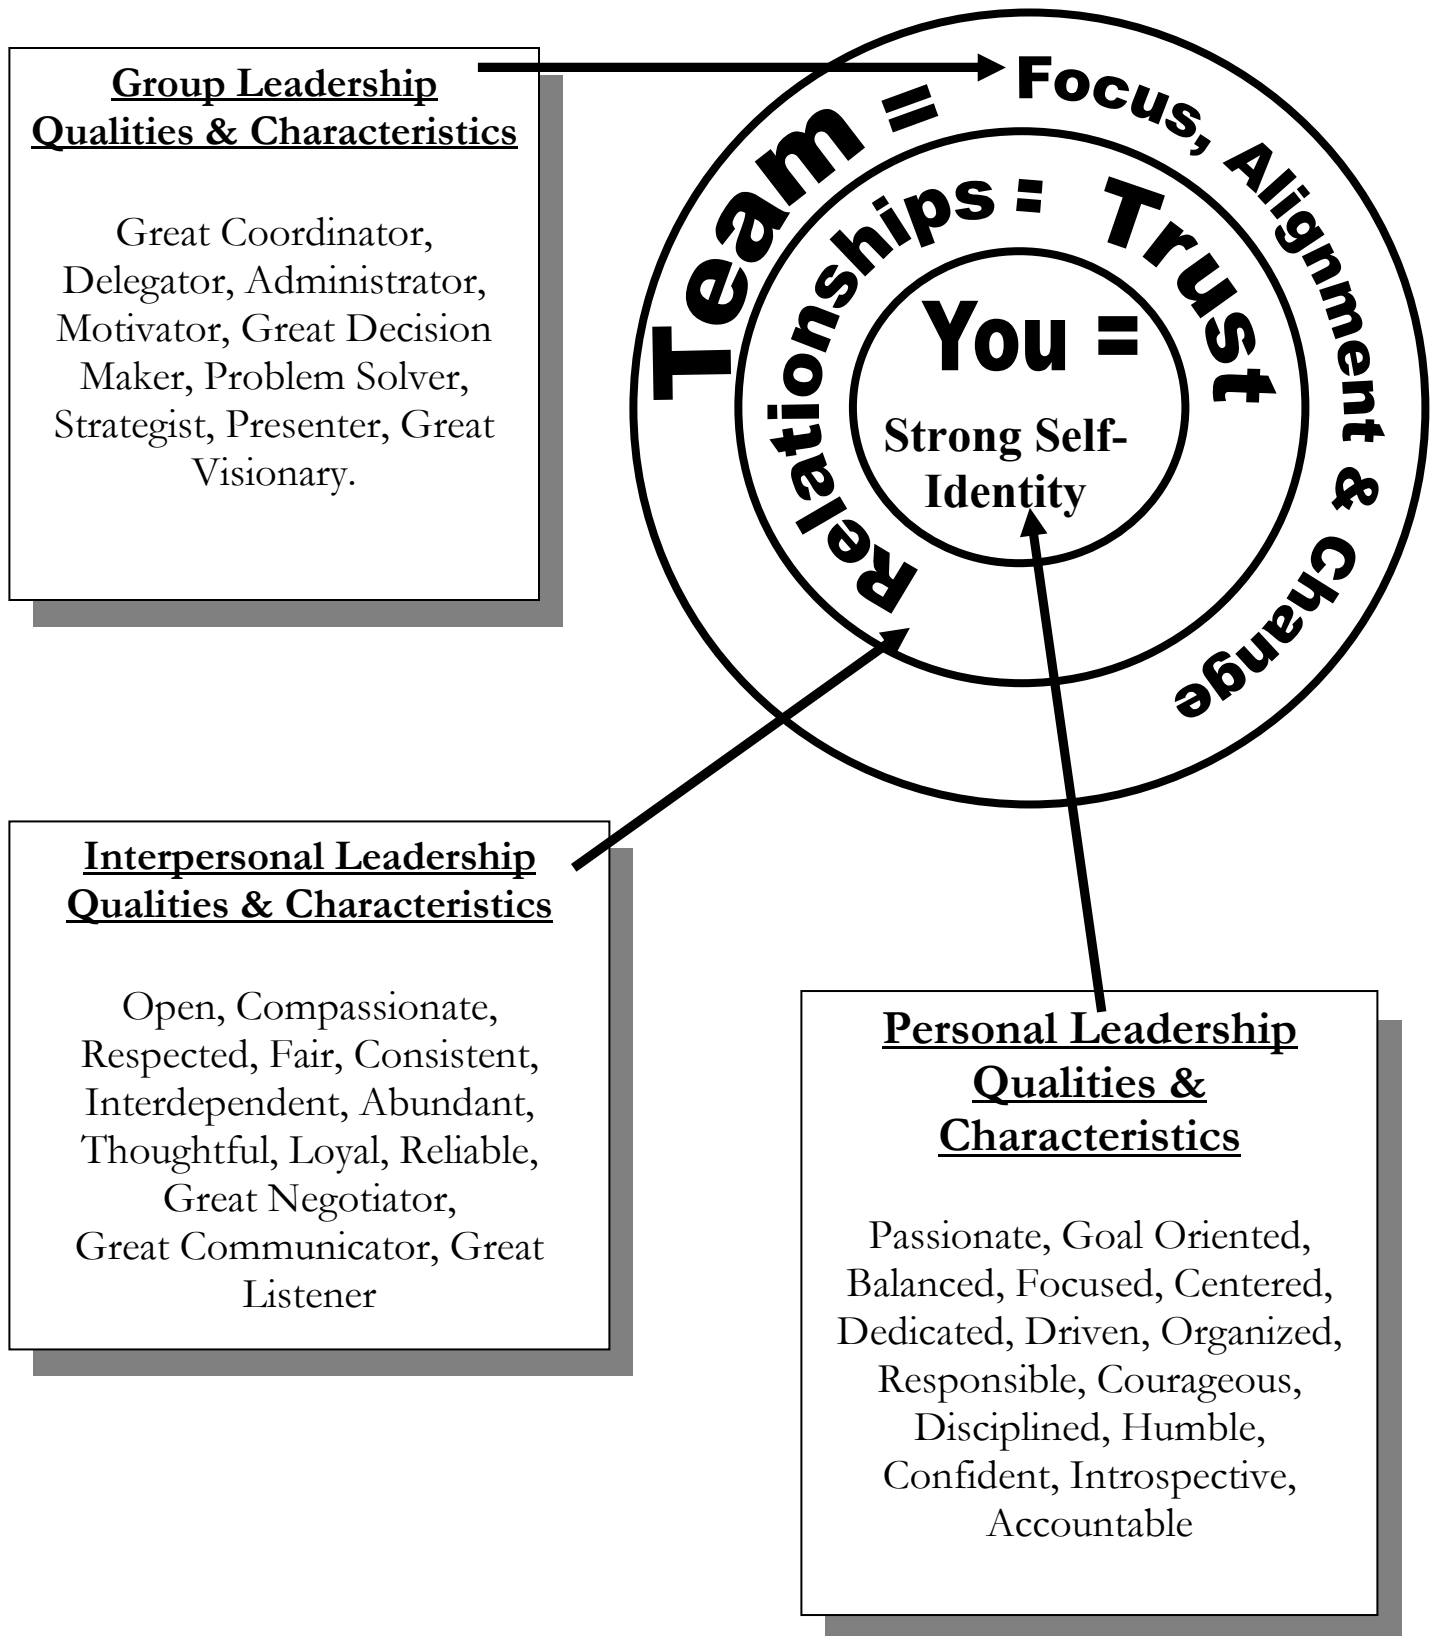 Group Leadership
Qualities & Characteristics
Great Coordinator,
Delegator, Administrator,
Motivator, Great Decision
Maker, Problem Solver,
Strategist, Presenter, Great
Visionary.
Team = Focus, Alignment & Change
Relationships = Trust
You =
Strong Self-
Identity
Interpersonal Leadership
Qualities & Characteristics
Open, Compassionate,
Respected, Fair, Consistent,
Interdependent, Abundant,
Thoughtful, Loyal, Reliable,
Great Negotiator,
Great Communicator, Great
Listener
Personal Leadership
Qualities &
Characteristics
Passionate, Goal Oriented,
Balanced, Focused, Centered,
Dedicated, Driven, Organized,
Responsible, Courageous,
Disciplined, Humble,
Confident, Introspective,
Accountable